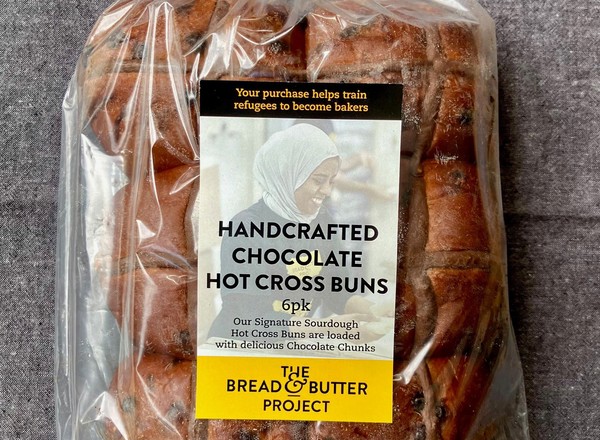 Your purchase helps train
refugees to become bakers
HANDCRAFTED
CHOCOLATE
HOT CROSS BUNS
6pk
Our Signature Sourdough
Hot Cross Buns are loaded
with delicious Chocolate Chunks
THE
BREAD & BUTTER
PROJECT